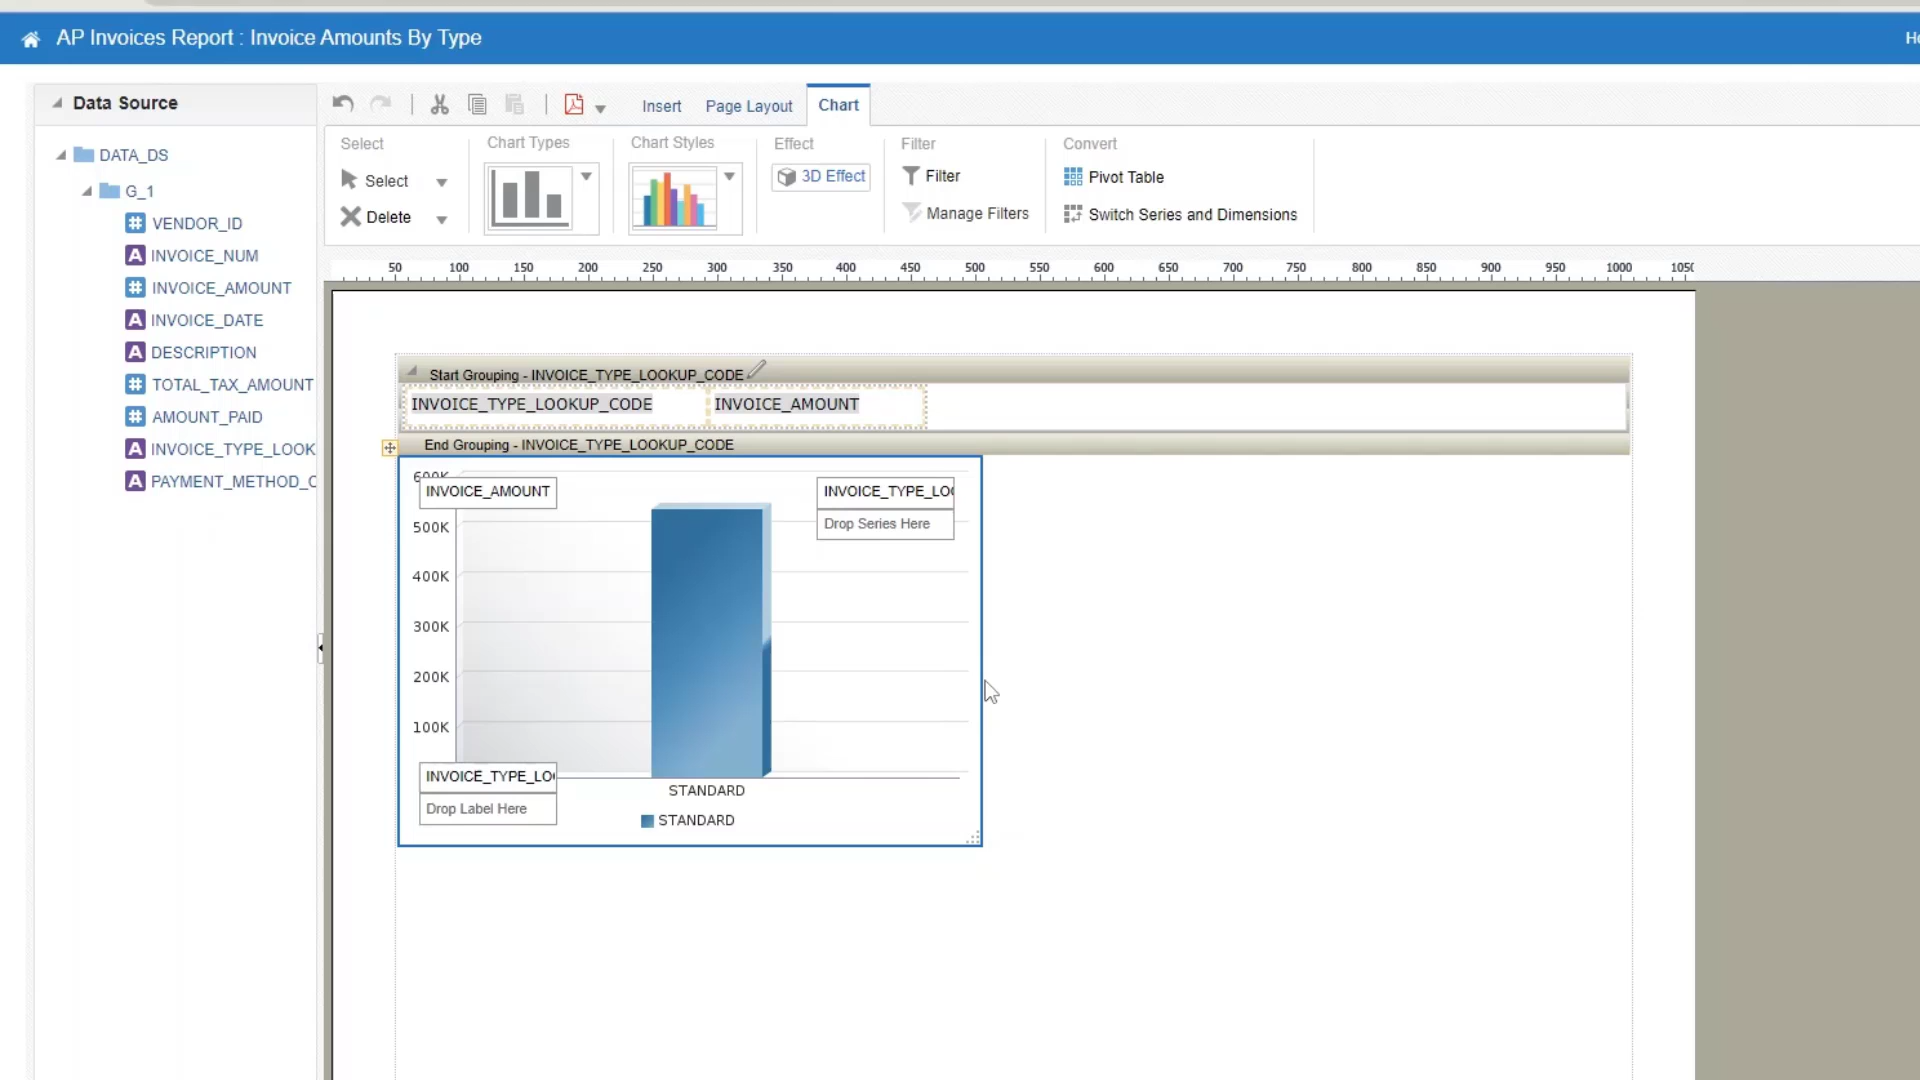 AP Invoices Report : Invoice Amounts By Type
Data Source
Insert
Page Layout
Chart
Select
Chart Types
Chart Styles
Effect
Filter
Convert
Select
3D Effect
Filter
Pivot Table
Delete
Manage Filters
Switch Series and Dimensions
DATA_DS
G_1
VENDOR_ID
INVOICE_NUM
INVOICE_AMOUNT
INVOICE_DATE
DESCRIPTION
TOTAL_TAX_AMOUNT
AMOUNT_PAID
INVOICE_TYPE_LOOK
PAYMENT_METHOD_C
50 100 150 200 250 300 350 400 450 500 550 600 650 700 750 800 850 900 950 1000 105
Start Grouping - INVOICE_TYPE_LOOKUP_CODE
INVOICE_TYPE_LOOKUP_CODE INVOICE_AMOUNT
End Grouping - INVOICE_TYPE_LOOKUP_CODE
600K
INVOICE_AMOUNT
INVOICE_TYPE_LOO
Drop Series Here
500K
400K
300K
200K
100K
INVOICE_TYPE_LOO
Drop Label Here
STANDARD
STANDARD